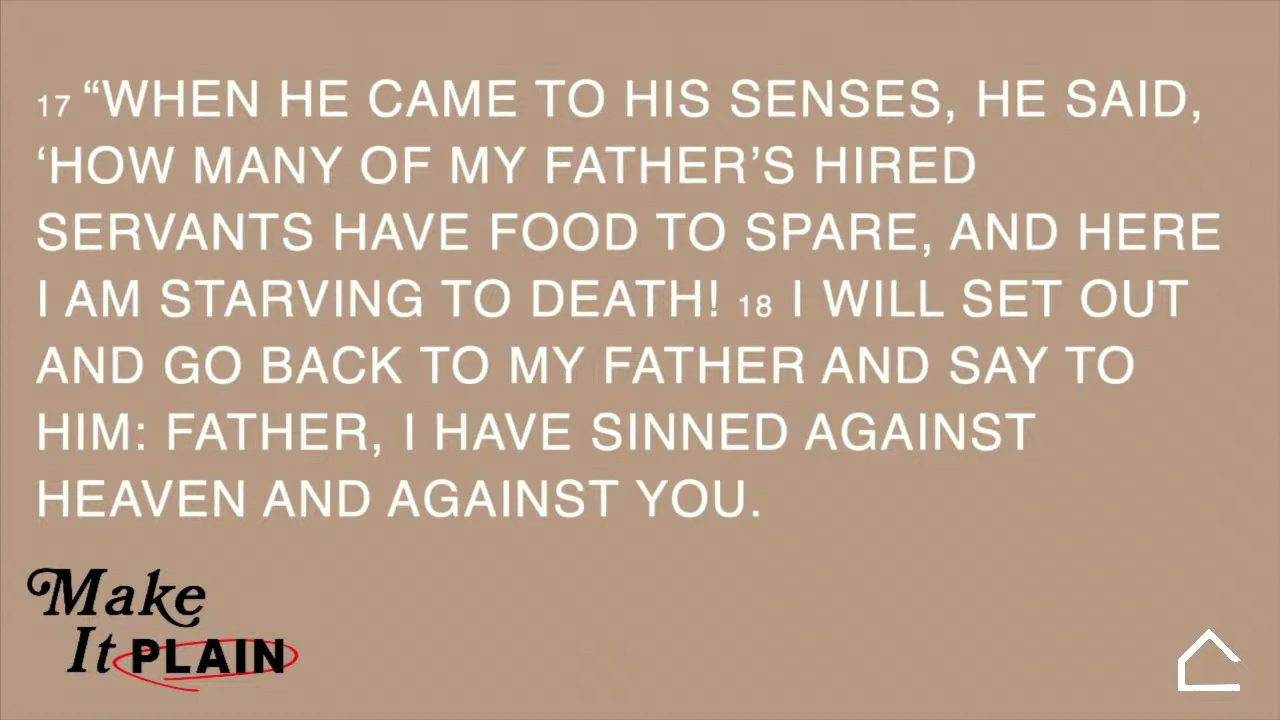 17 “WHEN HE CAME TO HIS SENSES, HE SAID,
‘HOW MANY OF MY FATHER’S HIRED
SERVANTS HAVE FOOD TO SPARE, AND HERE
I AM STARVING TO DEATH! 18 I WILL SET OUT
AND GO BACK TO MY FATHER AND SAY TO
HIM: FATHER, I HAVE SINNED AGAINST
HEAVEN AND AGAINST YOU.
Make
It PLAIN